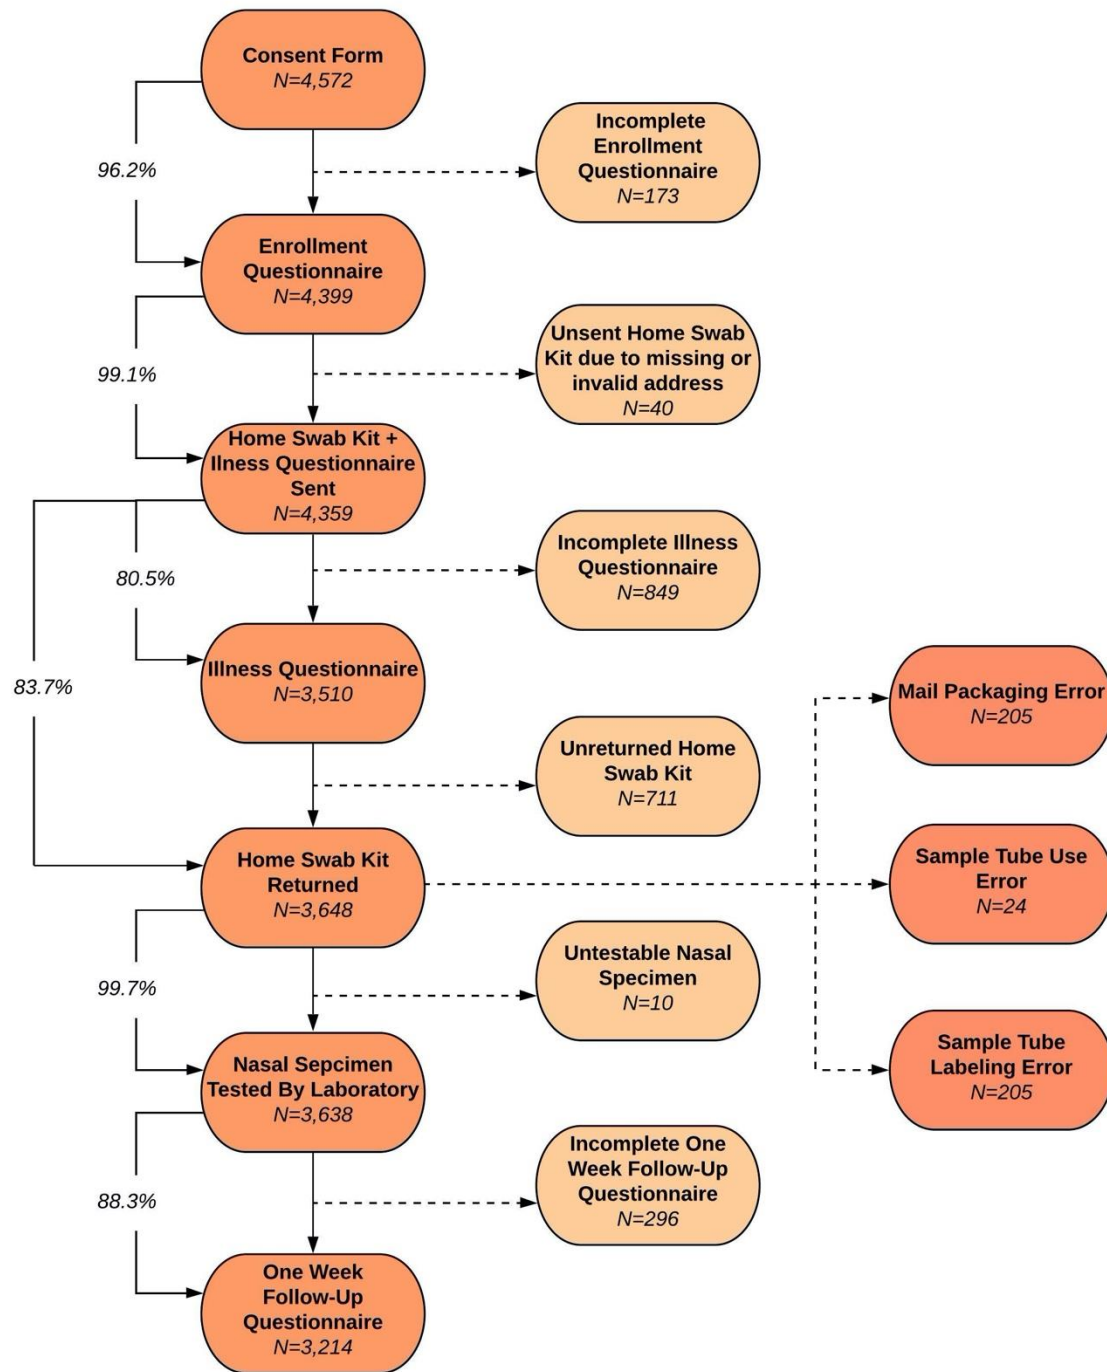 Consent Form
N=4,572
96.2%
Incomplete
Enrollment
Questionnaire
N=173
Enrollment
Questionnaire
N=4,399
99.1%
Unsent Home Swab
Kit due to missing or
invalid address
N=40
Home Swab Kit +
Ilness Questionnaire
Sent
N=4,359
80.5%
83.7%
Incomplete Illness
Questionnaire
N=849
Illness Questionnaire
N=3,510
Mail Packaging Error
N=205
Unreturned Home
Swab Kit
N=711
Home Swab Kit
Returned
N=3,648
Sample Tube Use
Error
N=24
99.7%
Untestable Nasal
Specimen
N=10
Sample Tube
Labeling Error
N=205
Nasal Sepcimen
Tested By Laboratory
N=3,638
88.3%
Incomplete One
Week Follow-Up
Questionnaire
N=296
One Week
Follow-Up
Questionnaire
N=3,214